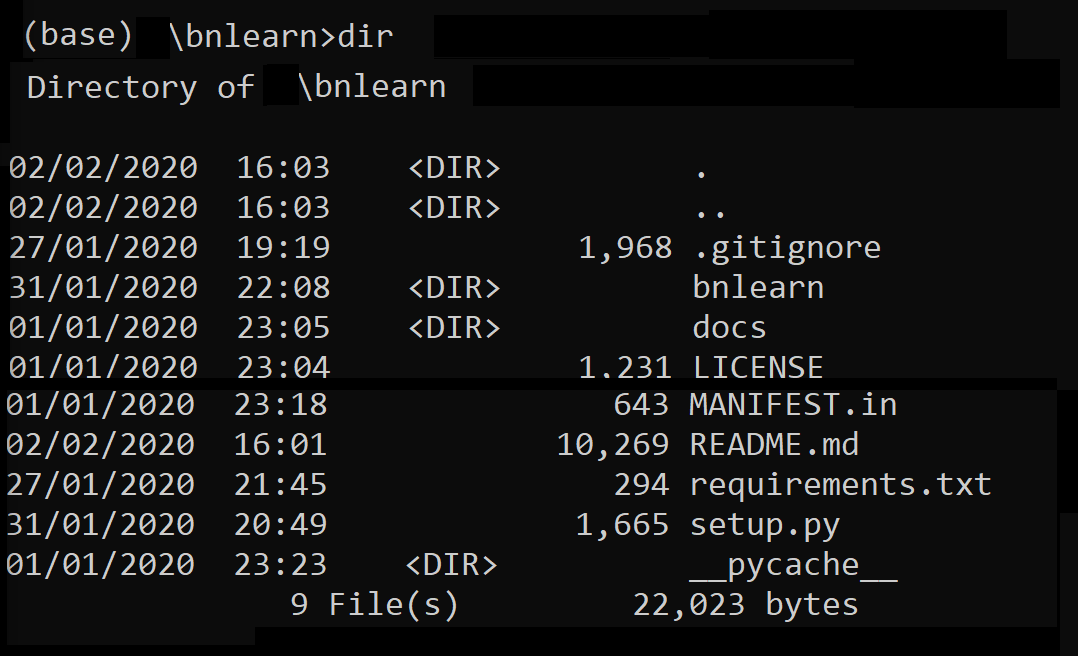 (base) \bnlearn>dir
Directory of \bnlearn
02/02/2020 16:03 <DIR> .
02/02/2020 16:03 <DIR> ..
27/01/2020 19:19 1,968 .gitignore
31/01/2020 22:08 <DIR> bnlearn
01/01/2020 23:05 <DIR> docs
01/01/2020 23:04 1,231 LICENSE
01/01/2020 23:18 643 MANIFEST.in
02/02/2020 16:01 10,269 README.md
27/01/2020 21:45 294 requirements.txt
31/01/2020 20:49 1,665 setup.py
01/01/2020 23:23 <DIR> __pycache__
9 File(s) 22,023 bytes